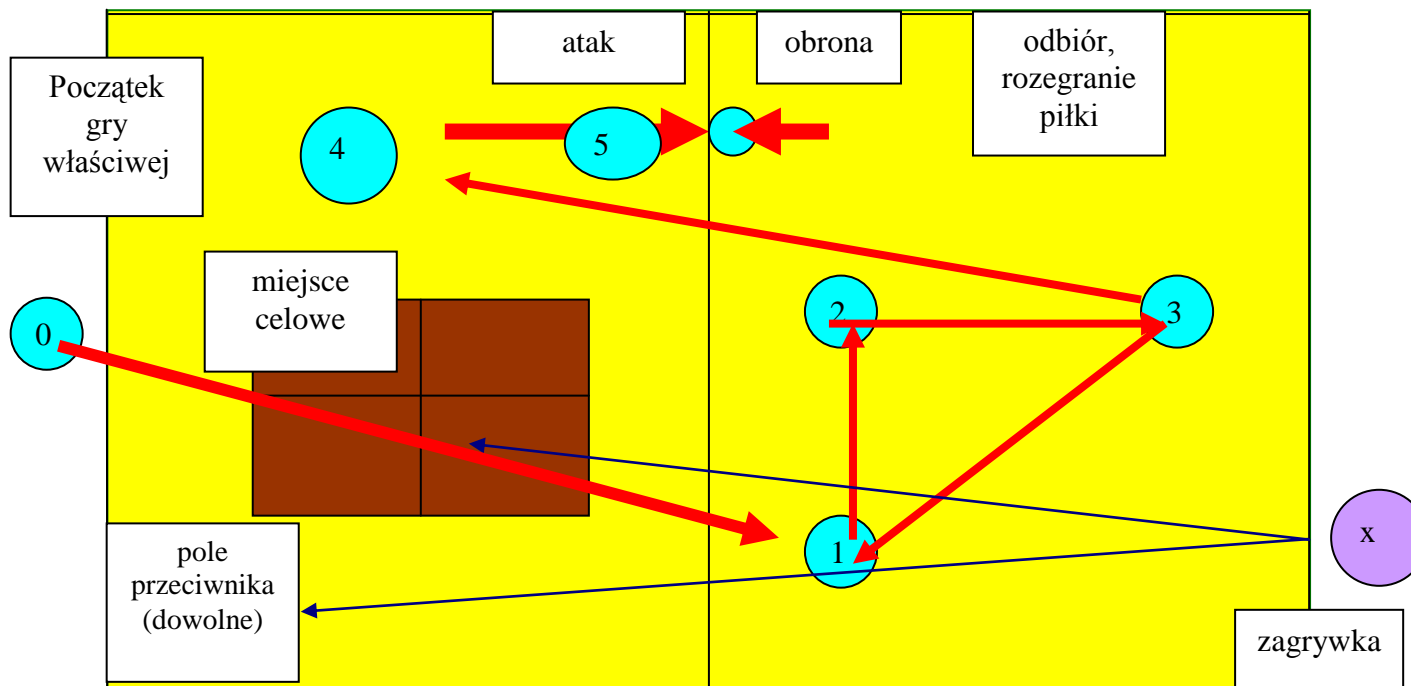 atak
obrona
odbiór,
rozegranie
piłki
Początek
gry
właściwej
4
5
miejsce
celowe
0
2
3
1
x
pole
przeciwnika
(dowolne)
zagrywka